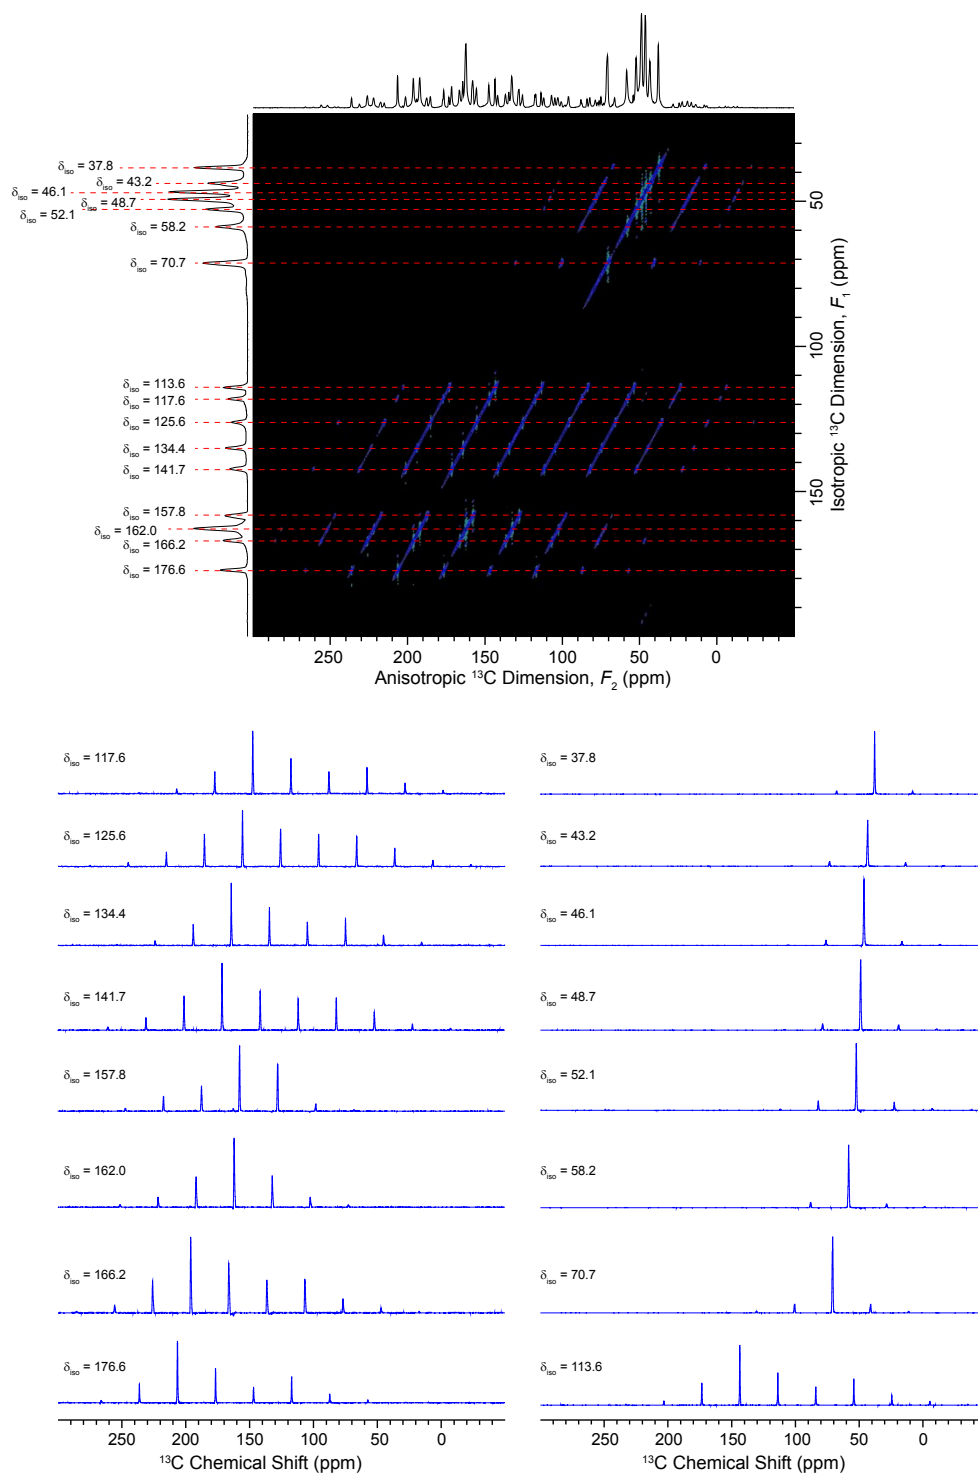 δiso = 37.8
δiso = 43.2
δiso = 46.1
δiso = 48.7
δiso = 52.1
δiso = 58.2
δiso = 70.7
δiso = 113.6
δiso = 117.6
δiso = 125.6
δiso = 134.4
δiso = 141.7
δiso = 157.8
δiso = 162.0
δiso = 166.2
δiso = 176.6
50
100
150
Isotropic ¹³C Dimension, F₁ (ppm)
250 200 150 100 50 0
Anisotropic ¹³C Dimension, F₂ (ppm)
δiso = 117.6
δiso = 125.6
δiso = 134.4
δiso = 141.7
δiso = 157.8
δiso = 162.0
δiso = 166.2
δiso = 176.6
250 200 150 100 50 0
¹³C Chemical Shift (ppm)
δiso = 37.8
δiso = 43.2
δiso = 46.1
δiso = 48.7
δiso = 52.1
δiso = 58.2
δiso = 70.7
δiso = 113.6
250 200 150 100 50 0
¹³C Chemical Shift (ppm)